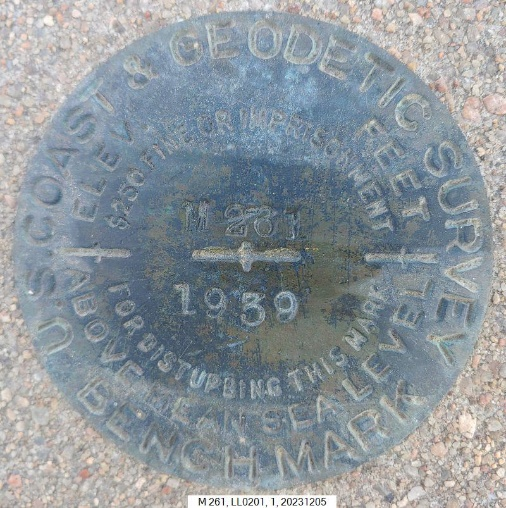 U.S. COAST & GEODETIC SURVEY
BENCH MARK
ELEV.
FEET
ABOVE MEAN SEA LEVEL
$250 FINE OR IMPRISONMENT
FOR DISTURBING THIS MARK
M 261
1939
M 261, LL0201, 1, 20231205